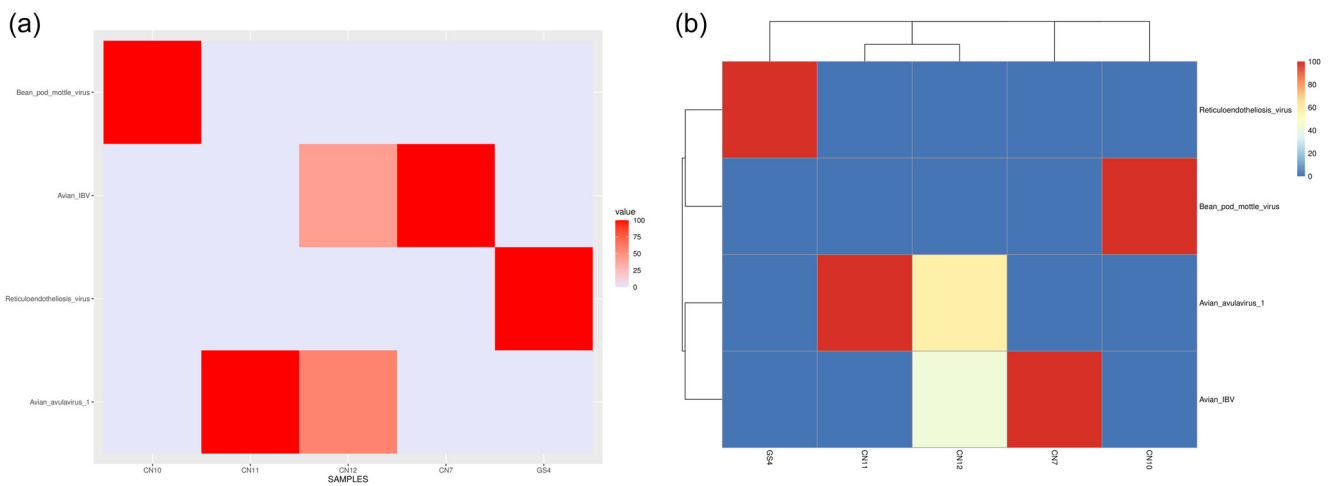 (a)
Bean_pod_mottle_virus
Avian_IBV
Reticuloendotheliosis_virus
Avian_avulavirus_1
CN10 CN11 CN12 CN7 GS4
SAMPLES
value
100
75
50
25
0
(b)
100
80
60
40
20
0
Reticuloendotheliosis_virus
Bean_pod_mottle_virus
Avian_avulavirus_1
Avian_IBV
GS4 CN11 CN12 CN7 CN10